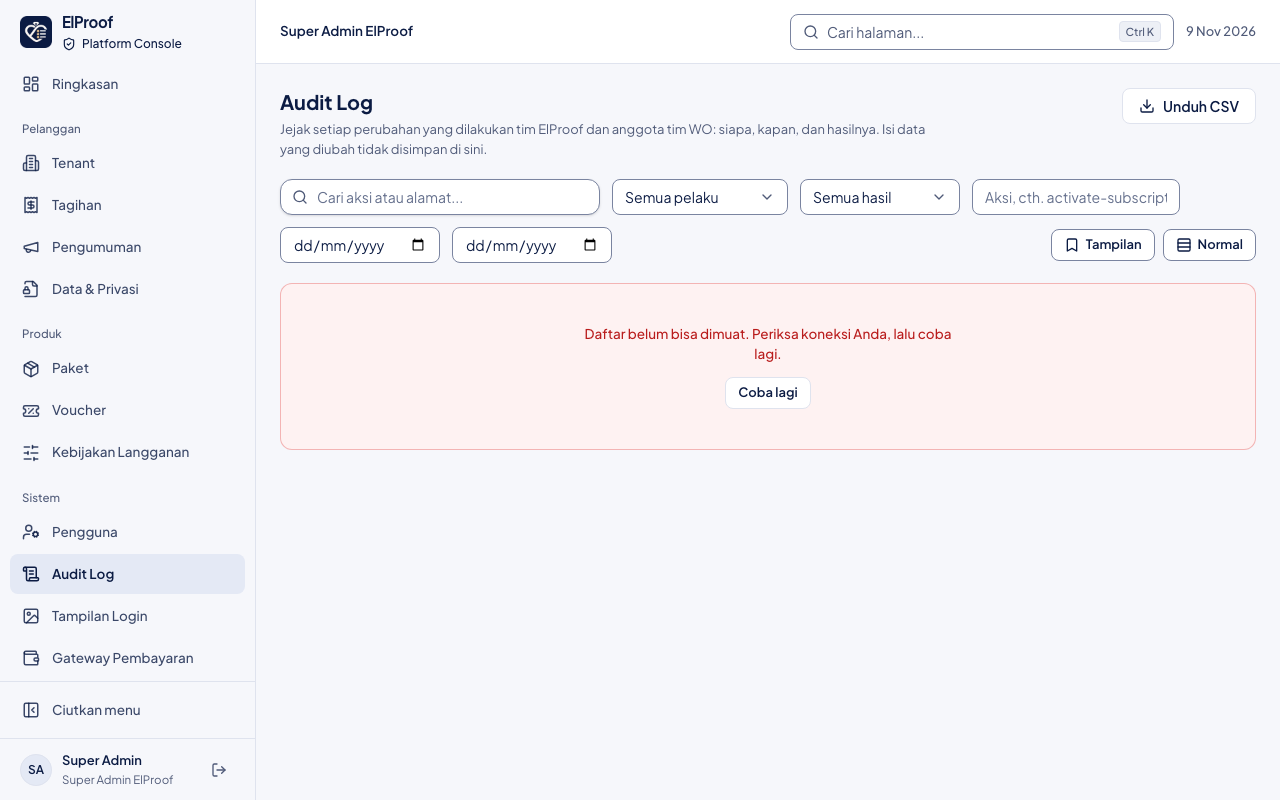 ElProof
Platform Console
Ringkasan
Pelanggan
Tenant
Tagihan
Pengumuman
Data & Privasi
Produk
Paket
Voucher
Kebijakan Langganan
Sistem
Pengguna
Audit Log
Tampilan Login
Gateway Pembayaran
Ciutkan menu
SA
Super Admin
Super Admin ElProof
Super Admin ElProof
Cari halaman...
Ctrl K
9 Nov 2026
Audit Log
Jejak setiap perubahan yang dilakukan tim ElProof dan anggota tim WO: siapa, kapan, dan hasilnya. Isi data
yang diubah tidak disimpan di sini.
Unduh CSV
Cari aksi atau alamat...
Semua pelaku
Semua hasil
Aksi, cth. activate-subscript
dd/mm/yyyy
dd/mm/yyyy
Tampilan
Normal
Daftar belum bisa dimuat. Periksa koneksi Anda, lalu coba
lagi.
Coba lagi